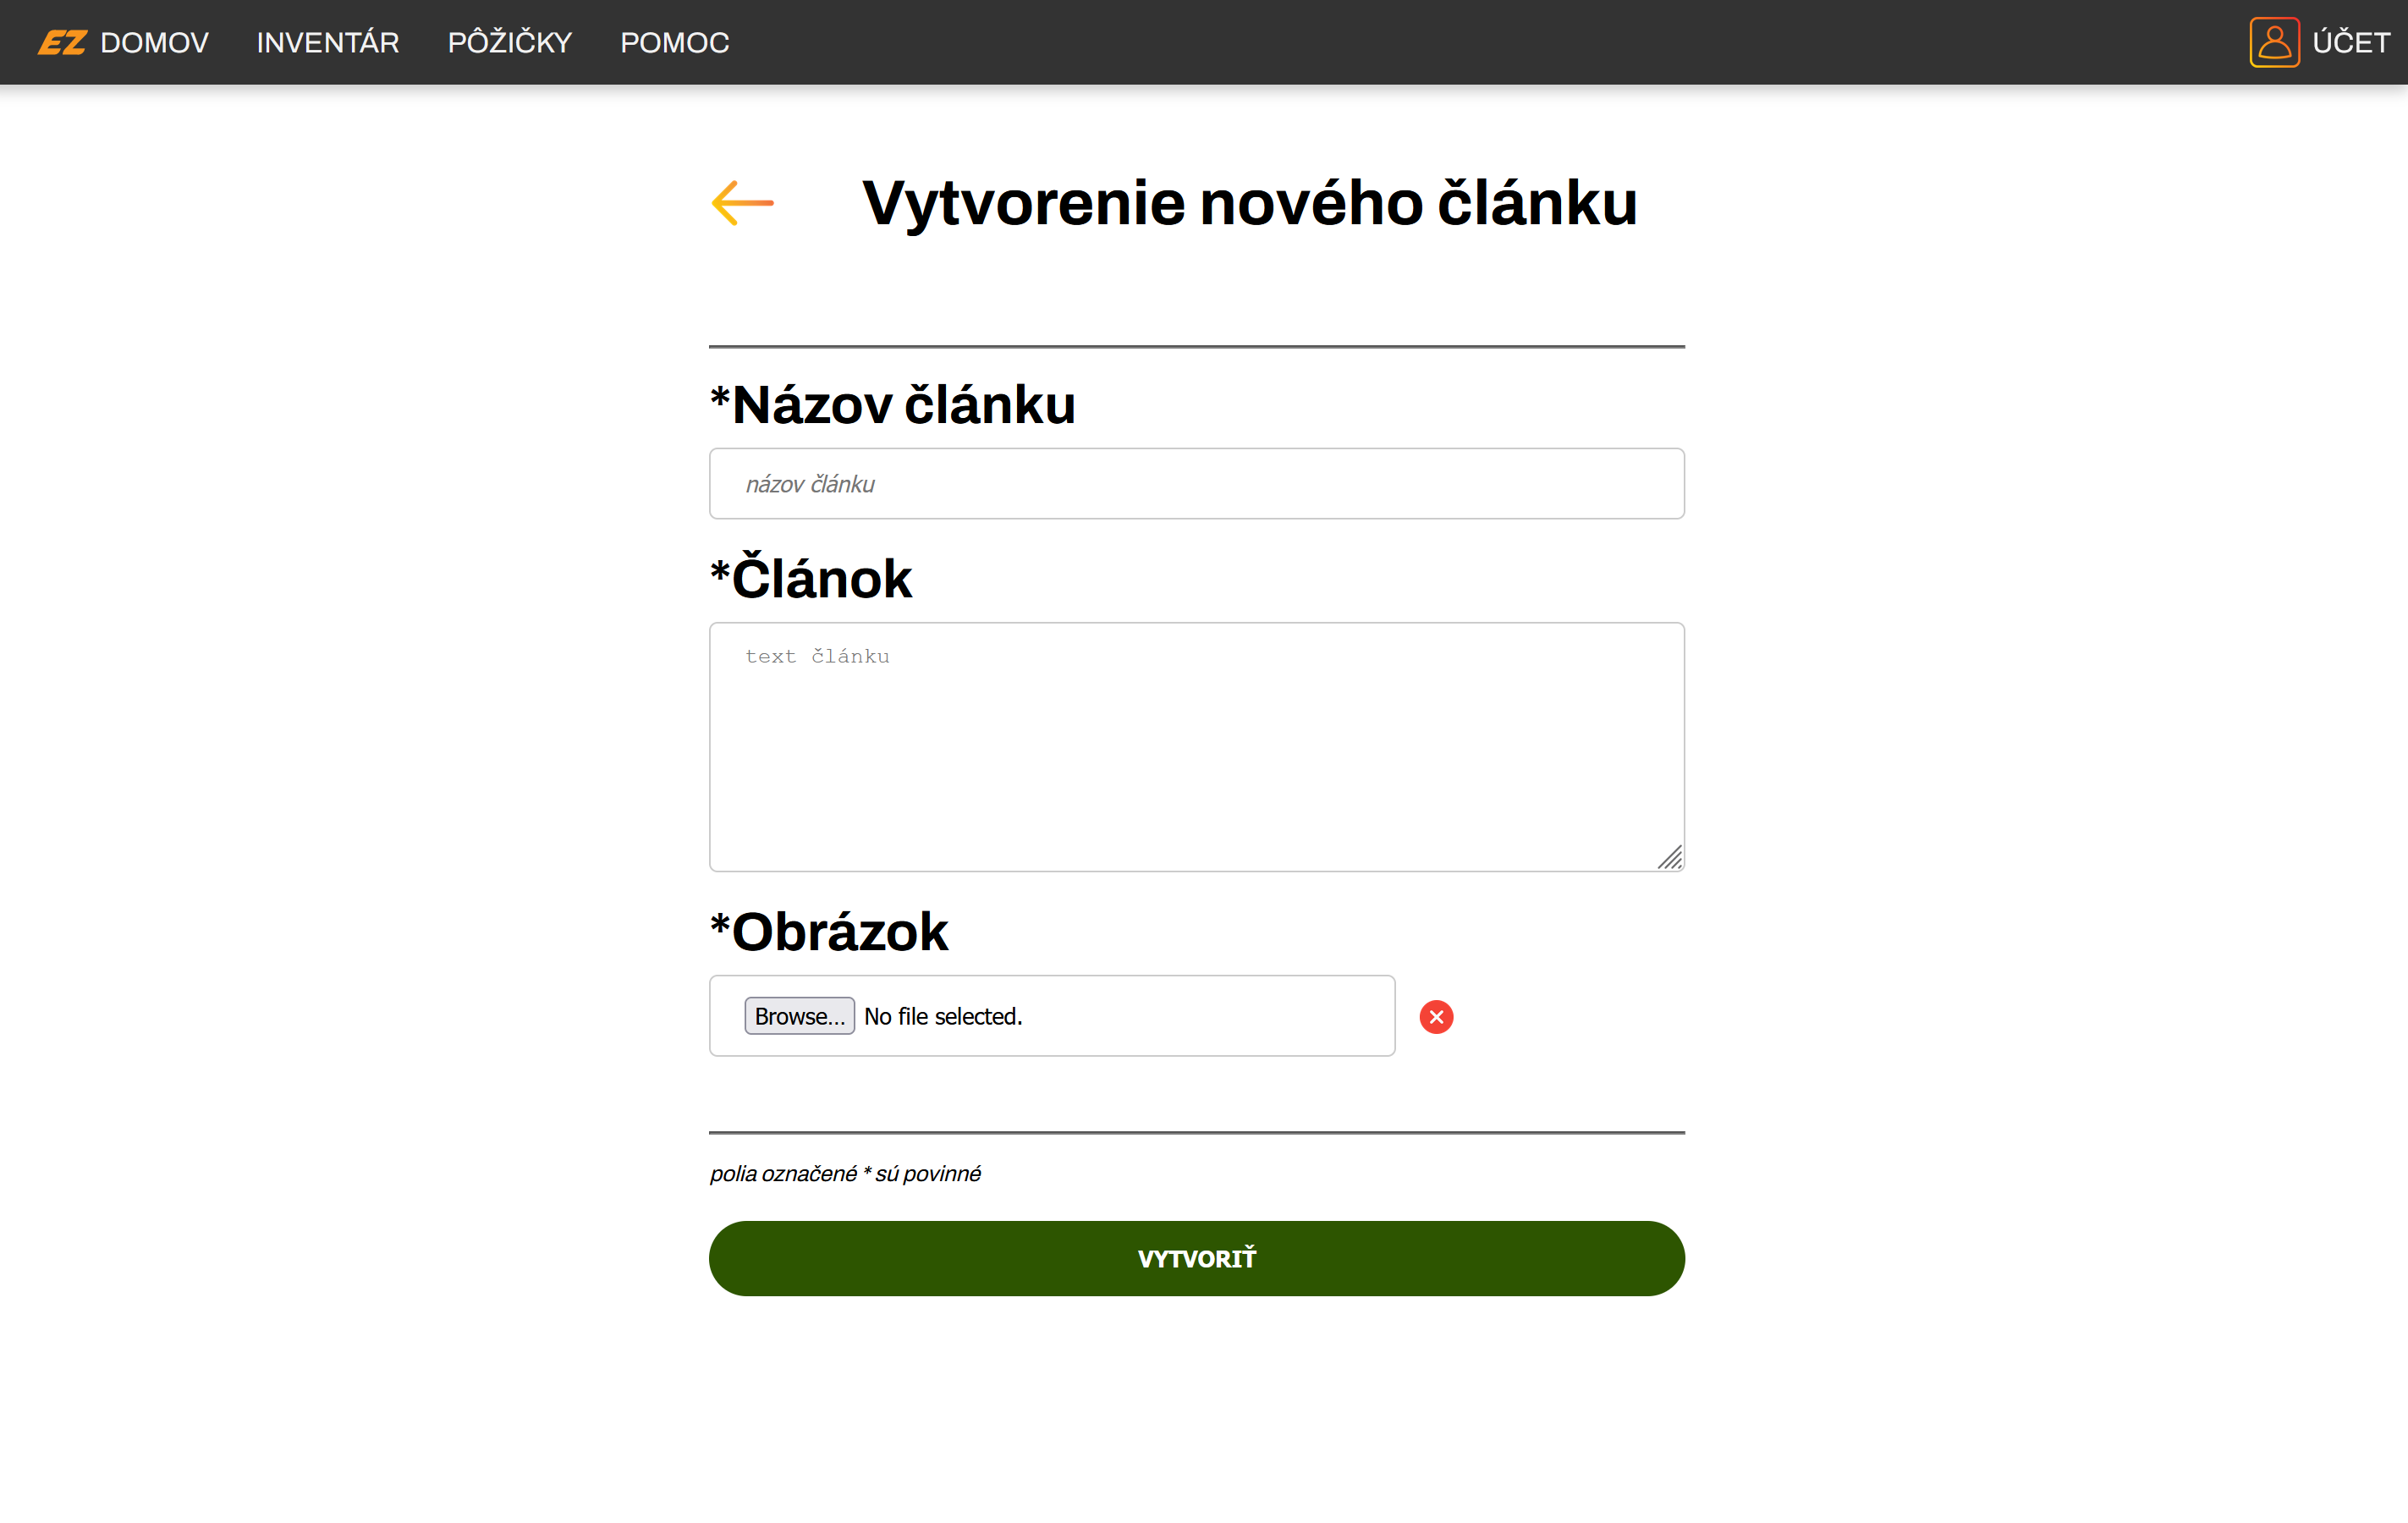 EZ DOMOV INVENTÁR PÔŽIČKY POMOC ÚČET
Vytvorenie nového článku
*Názov článku
názov článku
*Článok
text článku
*Obrázok
Browse... No file selected.
polia označené * sú povinné
VYTVORIŤ